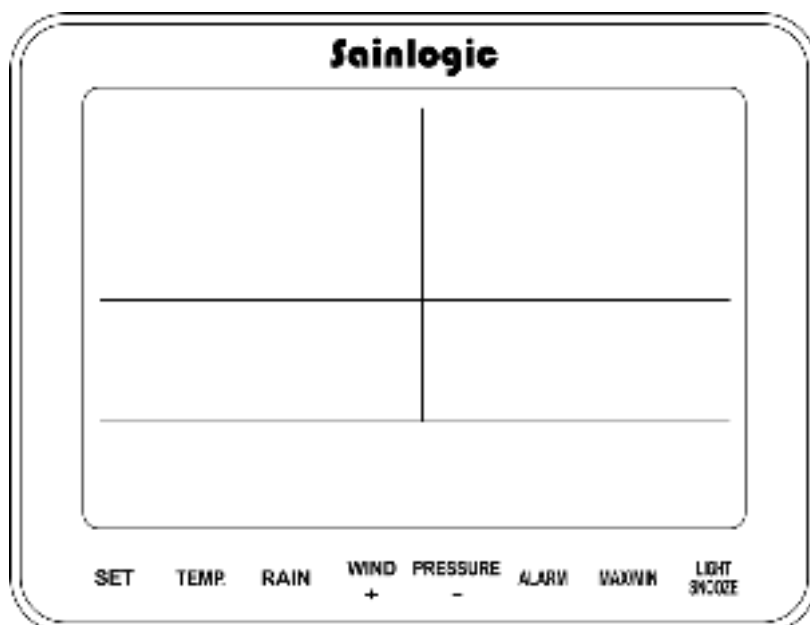 Sainlogic
SET TEMP. RAIN WIND PRESSURE ALARM MAX/MIN LIGHT
+ - SNOOZE